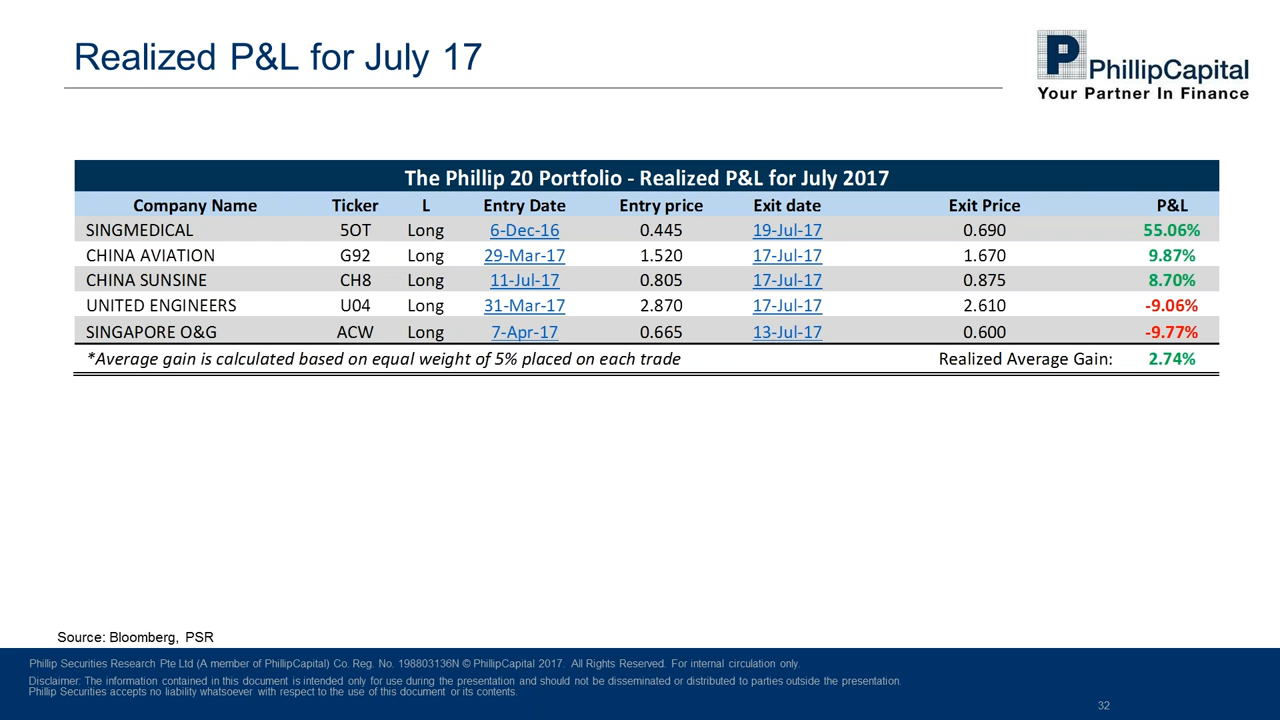 Realized P&L for July 17
P
PhillipCapital
Your Partner In Finance
The Phillip 20 Portfolio - Realized P&L for July 2017
Company Name Ticker L Entry Date Entry price Exit date Exit Price P&L
SINGMEDICAL 5OT Long 6-Dec-16 0.445 19-Jul-17 0.690 55.06%
CHINA AVIATION G92 Long 29-Mar-17 1.520 17-Jul-17 1.670 9.87%
CHINA SUNSINE CH8 Long 11-Jul-17 0.805 17-Jul-17 0.875 8.70%
UNITED ENGINEERS U04 Long 31-Mar-17 2.870 17-Jul-17 2.610 -9.06%
SINGAPORE O&G ACW Long 7-Apr-17 0.665 13-Jul-17 0.600 -9.77%
*Average gain is calculated based on equal weight of 5% placed on each trade Realized Average Gain: 2.74%
Source: Bloomberg, PSR
Phillip Securities Research Pte Ltd (A member of PhillipCapital) Co. Reg. No. 198803136N © PhillipCapital 2017. All Rights Reserved. For internal circulation only.
Disclaimer: The information contained in this document is intended only for use during the presentation and should not be disseminated or distributed to parties outside the presentation.
Phillip Securities accepts no liability whatsoever with respect to the use of this document or its contents.
32